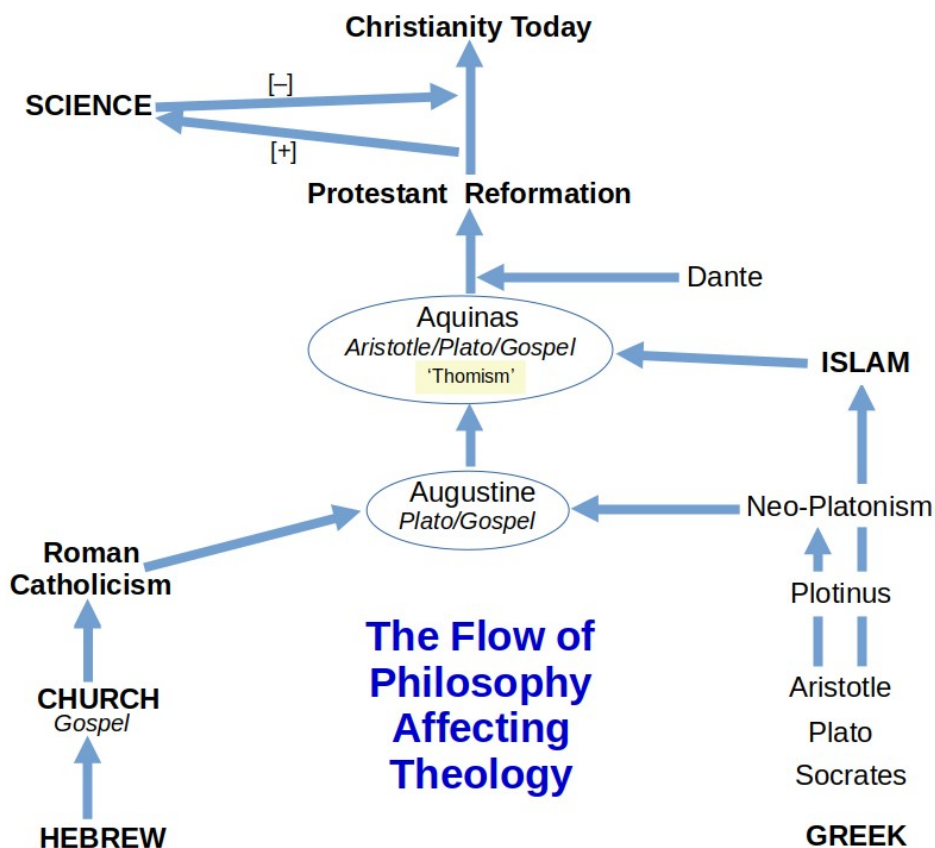 Christianity Today
[–]
SCIENCE
[+]
Protestant Reformation
Dante
Aquinas
Aristotle/Plato/Gospel
‘Thomism’
ISLAM
Augustine
Plato/Gospel
Neo-Platonism
Roman
Catholicism
Plotinus
The Flow of
Philosophy
Affecting
Theology
CHURCH
Gospel
Aristotle
Plato
Socrates
HEBREW
GREEK